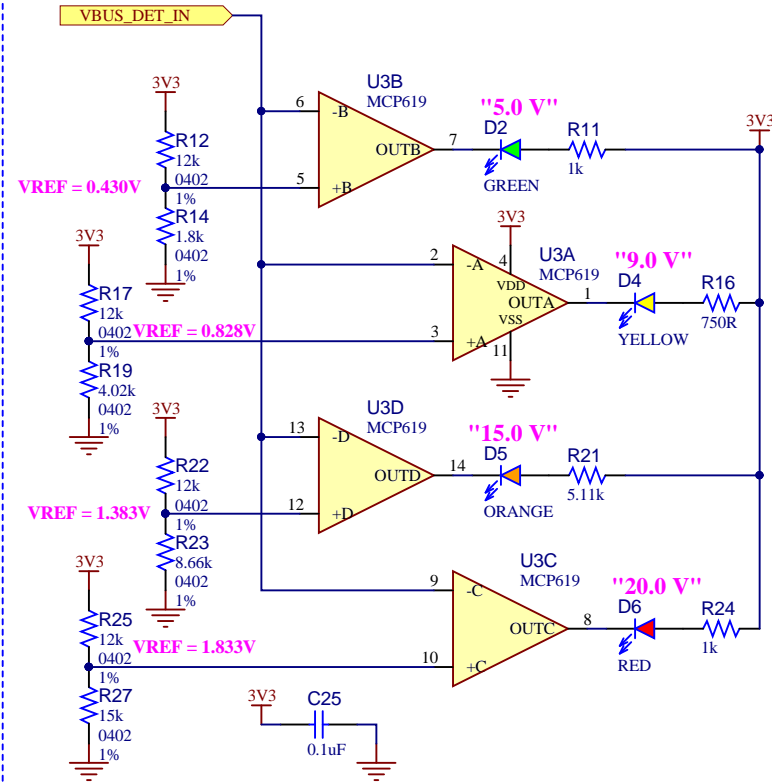 VBUS_DET_IN
3V3
R12
12k
0402
1%
VREF = 0.430V
R14
1.8k
0402
1%
U3B
MCP619
6
-B
5
+B
OUTB
7
"5.0 V"
D2
GREEN
R11
1k
3V3
3V3
R17
12k
0402
1%
VREF = 0.828V
R19
4.02k
0402
1%
3V3
U3A
MCP619
2
-A
3
+A
4
VDD
OUTA
VSS
11
1
"9.0 V"
D4
YELLOW
R16
750R
3V3
R22
12k
0402
1%
VREF = 1.383V
R23
8.66k
0402
1%
U3D
MCP619
13
-D
12
+D
OUTD
14
"15.0 V"
D5
ORANGE
R21
5.11k
3V3
R25
12k
0402
1%
VREF = 1.833V
R27
15k
0402
1%
U3C
MCP619
9
-C
10
+C
OUTC
8
"20.0 V"
D6
RED
R24
1k
3V3
C25
0.1uF